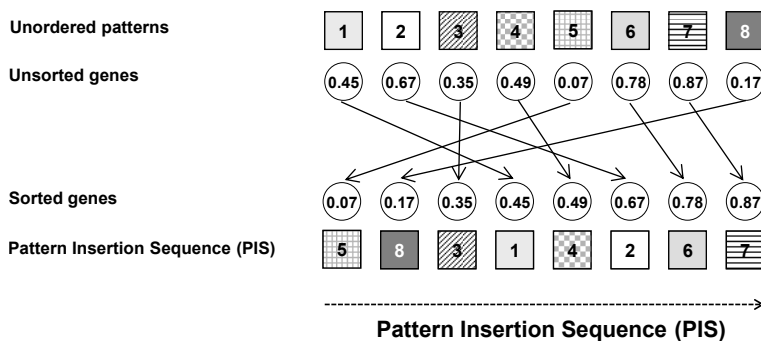 Unordered patterns 1 2 3 4 5 6 7 8
Unsorted genes 0.45 0.67 0.35 0.49 0.07 0.78 0.87 0.17
Sorted genes 0.07 0.17 0.35 0.45 0.49 0.67 0.78 0.87
Pattern Insertion Sequence (PIS) 5 8 3 1 4 2 6 7
Pattern Insertion Sequence (PIS)